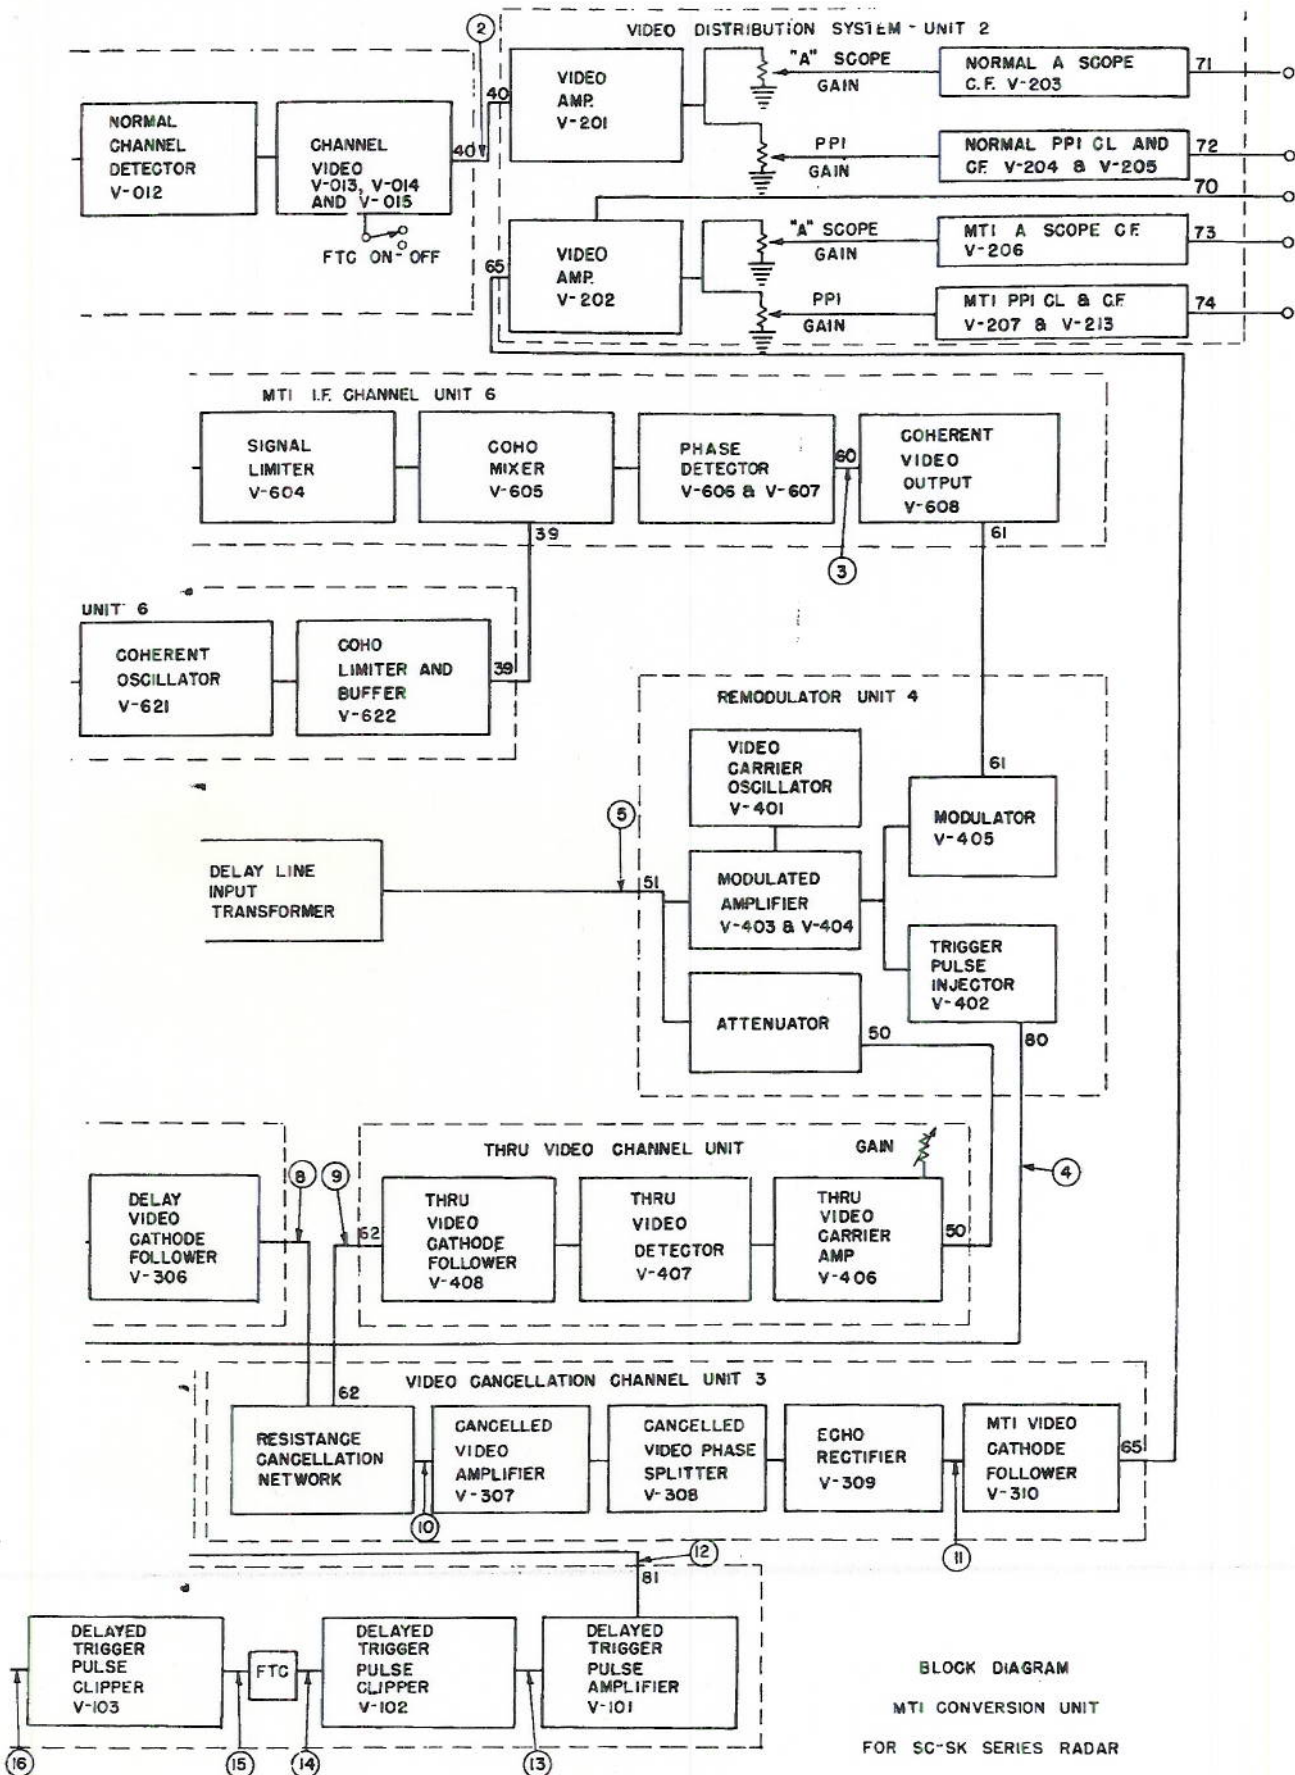 VIDEO DISTRIBUTION SYSTEM - UNIT 2
2
40
40
NORMAL
CHANNEL
DETECTOR
V-012
CHANNEL
VIDEO
V-013, V-014
AND V-015
FTC ON-OFF
VIDEO
AMP.
V-201
"A" SCOPE
GAIN
NORMAL A SCOPE
C.F. V-203
71
PPI
GAIN
NORMAL PPI CL AND
CF. V-204 & V-205
72
70
65
VIDEO
AMP.
V-202
"A" SCOPE
GAIN
MTI A SCOPE C.F.
V-206
73
PPI
GAIN
MTI PPI CL & C.F.
V-207 & V-213
74
MTI I.F. CHANNEL UNIT 6
SIGNAL
LIMITER
V-604
COHO
MIXER
V-605
PHASE
DETECTOR
V-606 & V-607
60
COHERENT
VIDEO
OUTPUT
V-608
39
3
61
UNIT 6
COHERENT
OSCILLATOR
V-621
COHO
LIMITER AND
BUFFER
V-622
39
REMODULATOR UNIT 4
VIDEO
CARRIER
OSCILLATOR
V-401
61
MODULATOR
V-405
5
51
DELAY LINE
INPUT
TRANSFORMER
MODULATED
AMPLIFIER
V-403 & V-404
TRIGGER
PULSE
INJECTOR
V-402
ATTENUATOR
50
80
THRU VIDEO CHANNEL UNIT
GAIN
4
8
9
DELAY
VIDEO
CATHODE
FOLLOWER
V-306
62
THRU
VIDEO
CATHODE
FOLLOWER
V-408
THRU
VIDEO
DETECTOR
V-407
THRU
VIDEO
CARRIER
AMP
V-406
50
VIDEO CANCELLATION CHANNEL UNIT 3
62
RESISTANCE
CANCELLATION
NETWORK
CANCELLED
VIDEO
AMPLIFIER
V-307
CANCELLED
VIDEO PHASE
SPLITTER
V-308
ECHO
RECTIFIER
V-309
MTI VIDEO
CATHODE
FOLLOWER
V-310
65
10
11
12
81
DELAYED
TRIGGER
PULSE
CLIPPER
V-103
FTC
DELAYED
TRIGGER
PULSE
CLIPPER
V-102
DELAYED
TRIGGER
PULSE
AMPLIFIER
V-101
16
15
14
13
BLOCK DIAGRAM
MTI CONVERSION UNIT
FOR SC-SK SERIES RADAR